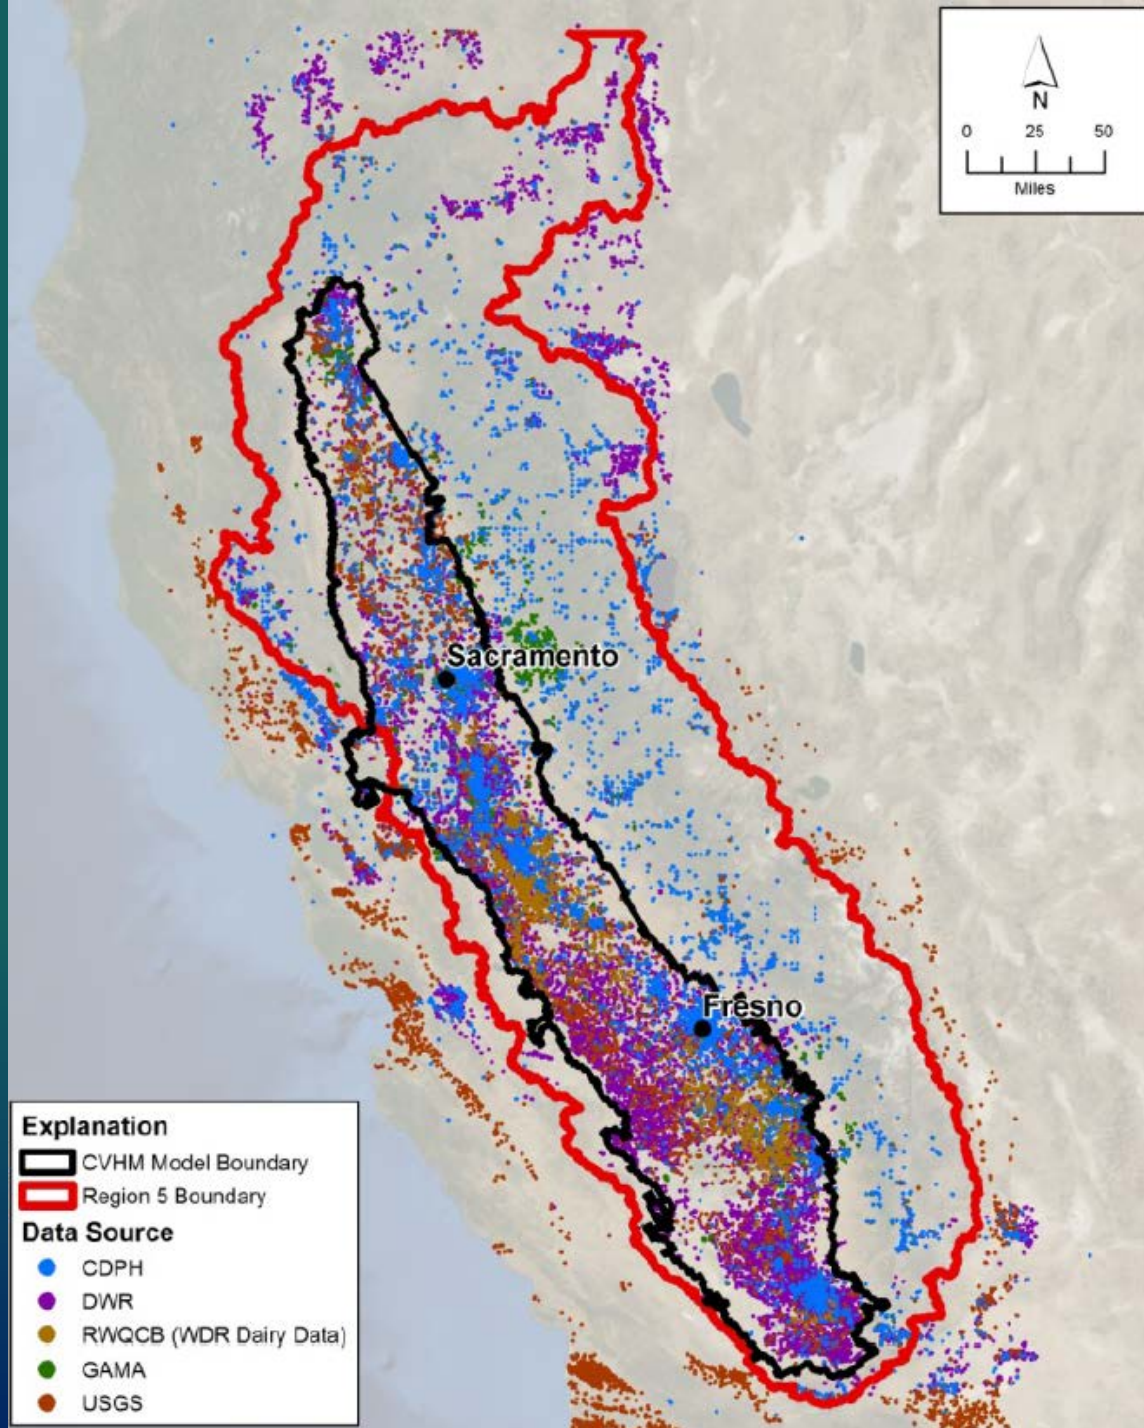 N
0 25 50
Miles
Sacramento
Fresno
Explanation
CVHM Model Boundary
Region 5 Boundary
Data Source
CDPH
DWR
RWQCB (WDR Dairy Data)
GAMA
USGS